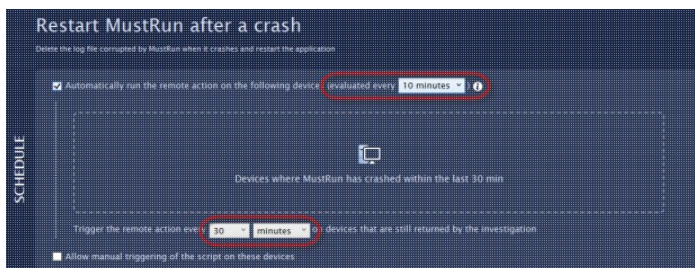 Restart MustRun after a crash
Delete the log file corrupted by MustRun when it crashes and restart the application
SCHEDULE
Automatically run the remote action on the following device (evaluated every 10 minutes )
Devices where MustRun has crashed within the last 30 min
Trigger the remote action every 30 minutes on devices that are still returned by the investigation
Allow manual triggering of the script on these devices